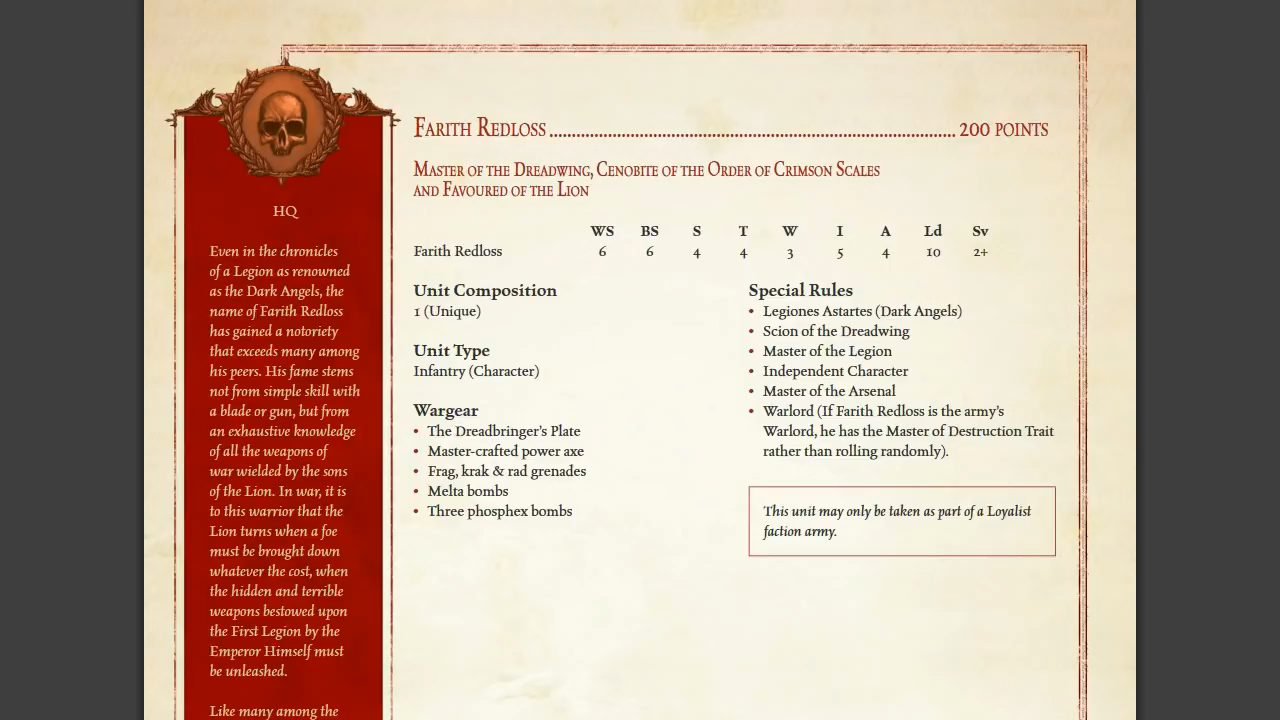 HQ
Even in the chronicles
of a Legion as renowned
as the Dark Angels, the
name of Farith Redloss
has gained a notoriety
that exceeds many among
his peers. His fame stems
not from simple skill with
a blade or gun, but from
an exhaustive knowledge
of all the weapons of
war wielded by the sons
of the Lion. In war, it is
to this warrior that the
Lion turns when a foe
must be brought down
whatever the cost, when
the hidden and terrible
weapons bestowed upon
the First Legion by the
Emperor Himself must
be unleashed.
Like many among the
Farith Redloss ........................................................................... 200 points
Master of the Dreadwing, Cenobite of the Order of Crimson Scales
and Favoured of the Lion
WS BS S T W I A Ld Sv
Farith Redloss 6 6 4 4 3 5 4 10 2+
Unit Composition
1 (Unique)
Unit Type
Infantry (Character)
Wargear
• The Dreadbringer's Plate
• Master-crafted power axe
• Frag, krak & rad grenades
• Melta bombs
• Three phosphex bombs
Special Rules
• Legiones Astartes (Dark Angels)
• Scion of the Dreadwing
• Master of the Legion
• Independent Character
• Master of the Arsenal
• Warlord (If Farith Redloss is the army's
Warlord, he has the Master of Destruction Trait
rather than rolling randomly).
This unit may only be taken as part of a Loyalist
faction army.